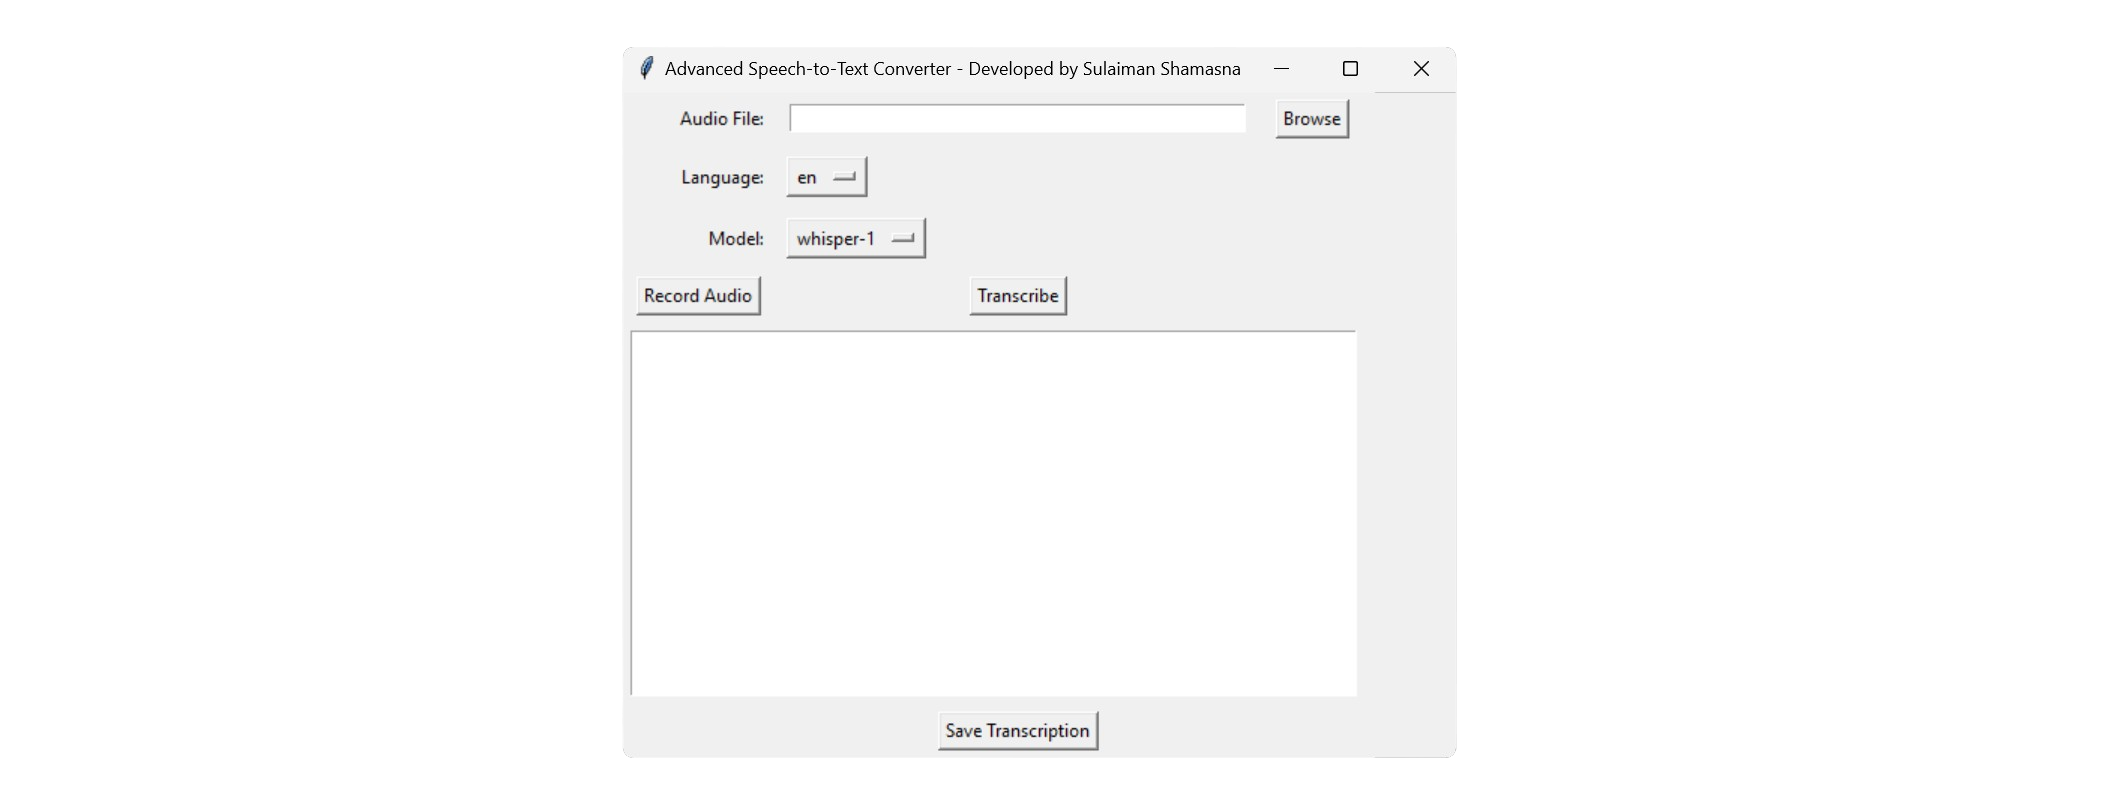 Advanced Speech-to-Text Converter - Developed by Sulaiman Shamasna
Audio File: Browse
Language: en
Model: whisper-1
Record Audio Transcribe
Save Transcription